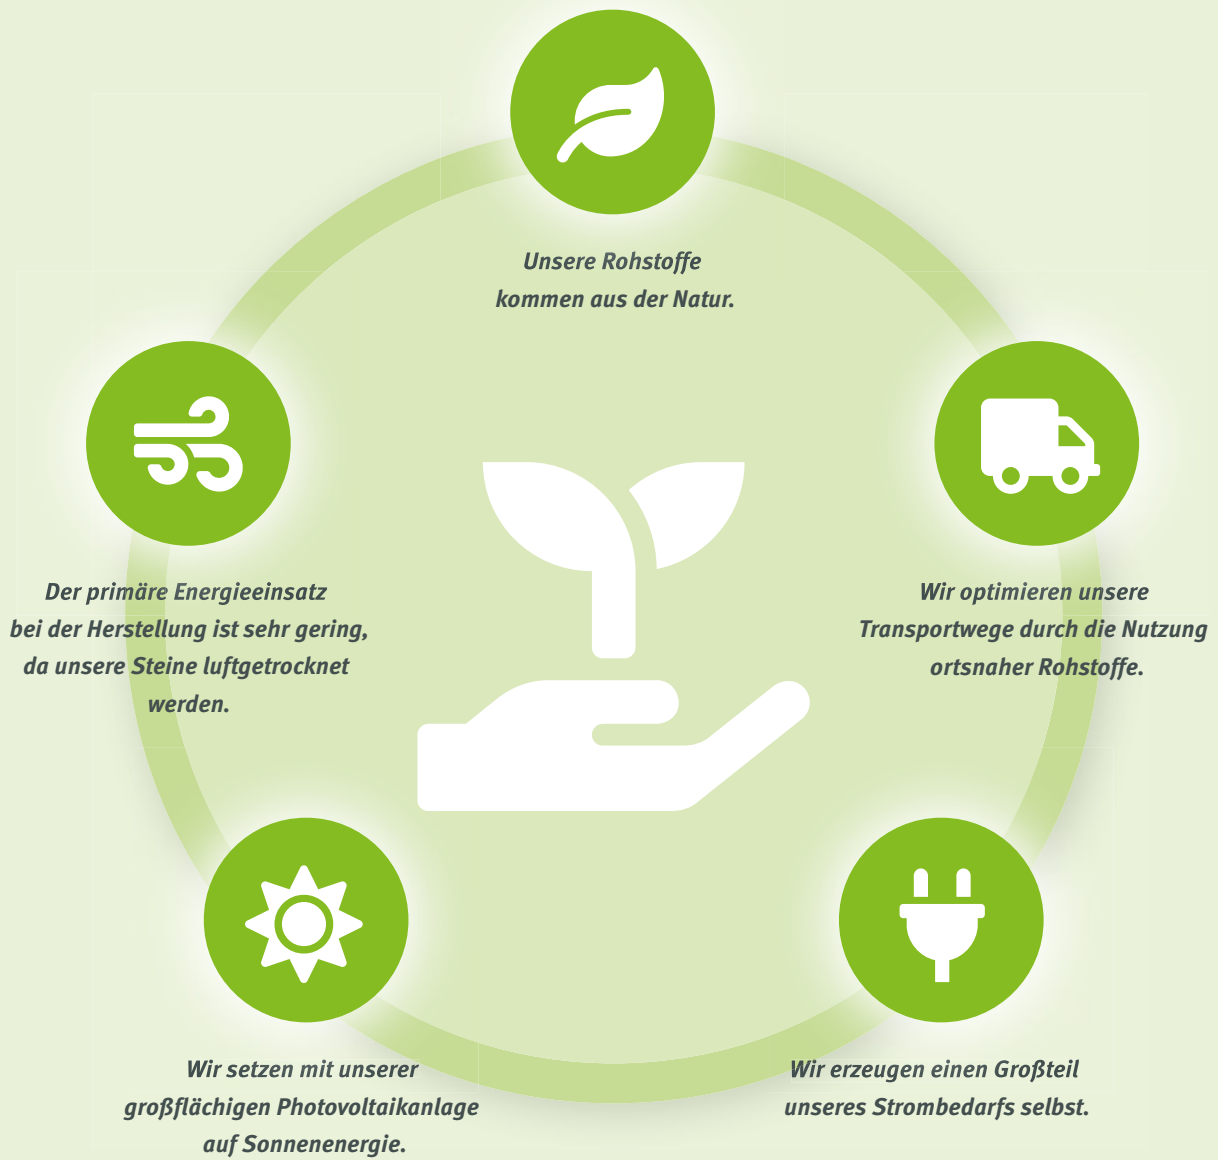 Unsere Rohstoffe
kommen aus der Natur.
Der primäre Energieeinsatz
bei der Herstellung ist sehr gering,
da unsere Steine luftgetrocknet
werden.
Wir optimieren unsere
Transportwege durch die Nutzung
ortsnaher Rohstoffe.
Wir setzen mit unserer
großflächigen Photovoltaikanlage
auf Sonnenenergie.
Wir erzeugen einen Großteil
unseres Strombedarfs selbst.